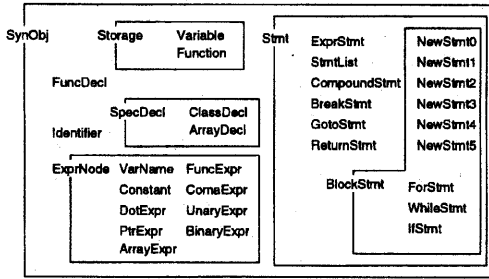 SynObj
Storage Variable
Function
FuncDecl
SpecDecl ClassDecl
ArrayDecl
Identifier
ExprNode VarName FuncExpr
Constant ComaExpr
DotExpr UnaryExpr
PtrExpr BinaryExpr
ArrayExpr
Stmt ExprStmt NewStmt0
StmtList NewStmt1
CompoundStmt NewStmt2
BreakStmt NewStmt3
GotoStmt NewStmt4
ReturnStmt NewStmt5
BlockStmt ForStmt
WhileStmt
IfStmt